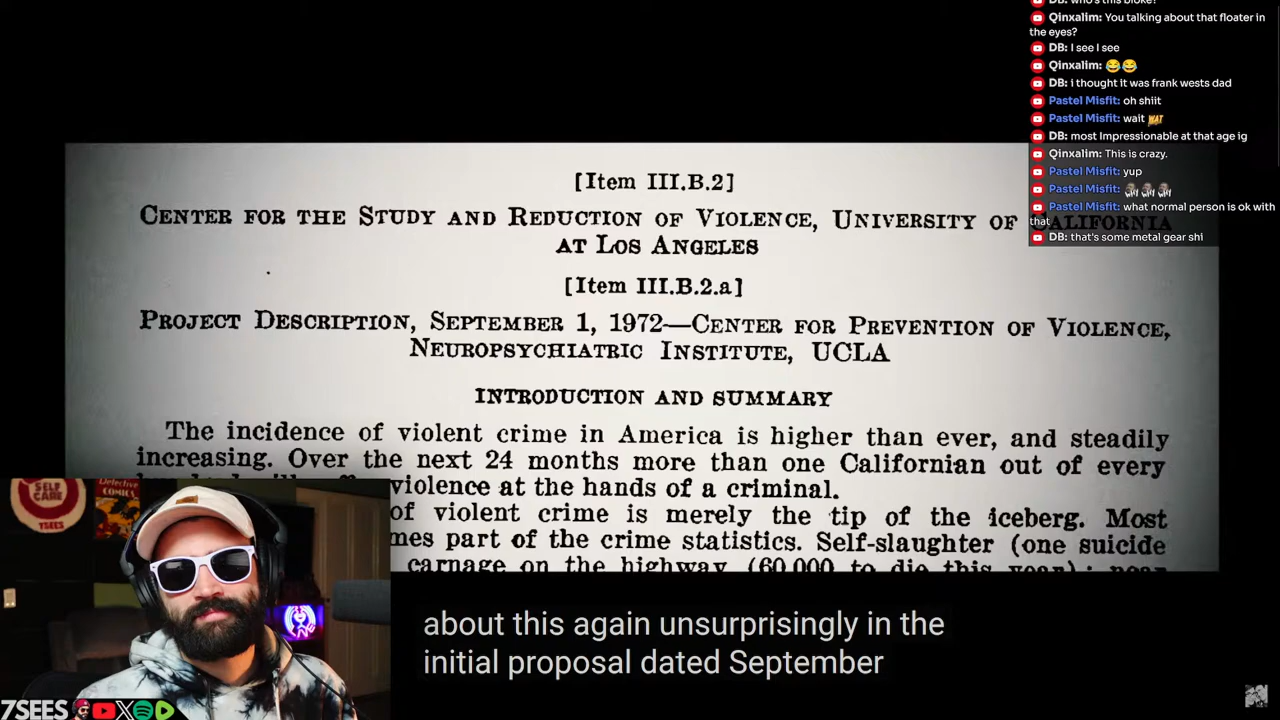 DB: who's this bloke?
Qinxalim: You talking about that floater in
the eyes?
DB: I see I see
Qinxalim: 😂😂
DB: i thought it was frank wests dad
Pastel Misfit: oh shiit
Pastel Misfit: wait
DB: most Impressionable at that age ig
Qinxalim: This is crazy.
Pastel Misfit: yup
Pastel Misfit:
Pastel Misfit: what normal person is ok with
that
DB: that's some metal gear shi
[Item III.B.2]
CENTER FOR THE STUDY AND REDUCTION OF VIOLENCE, UNIVERSITY OF CALIFORNIA
AT LOS ANGELES
[Item III.B.2.a]
PROJECT DESCRIPTION, SEPTEMBER 1, 1972—CENTER FOR PREVENTION OF VIOLENCE,
NEUROPSYCHIATRIC INSTITUTE, UCLA
INTRODUCTION AND SUMMARY
The incidence of violent crime in America is higher than ever, and steadily
increasing. Over the next 24 months more than one Californian out of every
violence at the hands of a criminal.
of violent crime is merely the tip of the iceberg. Most
mes part of the crime statistics. Self-slaughter (one suicide
carnage on the highway (60,000 to die this year);
SELF
CARE
7SEES
Detective
COMICS
about this again unsurprisingly in the
initial proposal dated September
7SEES